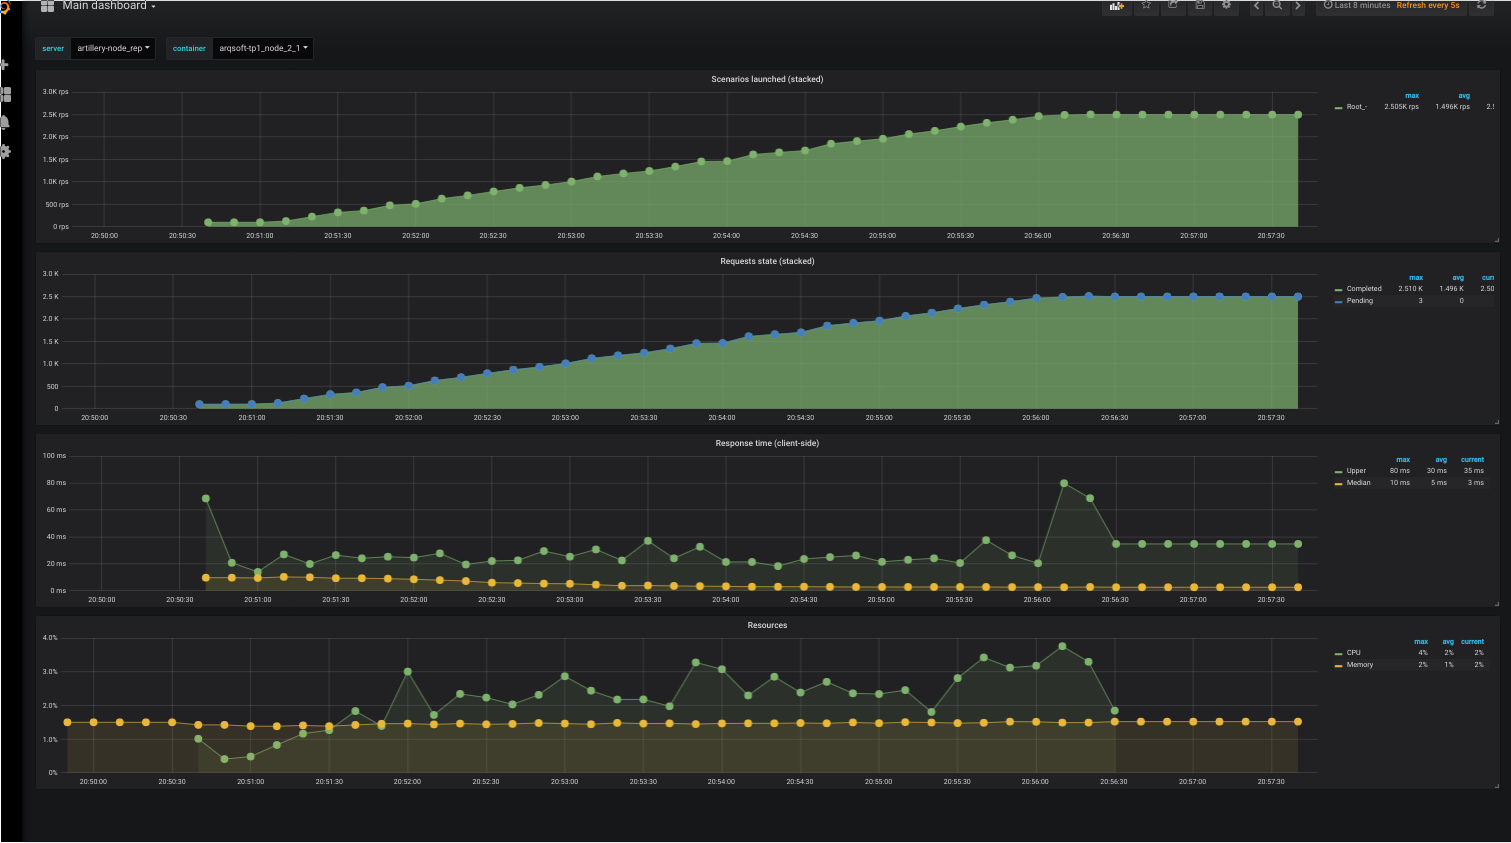 Main dashboard
Last 8 minutes Refresh every 5s
server artillery-node_rep container arqsoft-tp1_node_2_1
Scenarios launched (stacked)
3.0K rps
2.5K rps
2.0K rps
1.5K rps
1.0K rps
500 rps
0 rps
20:50:00 20:50:30 20:51:00 20:51:30 20:52:00 20:52:30 20:53:00 20:53:30 20:54:00 20:54:30 20:55:00 20:55:30 20:56:00 20:56:30 20:57:00 20:57:30
max avg
Root_- 2.505K rps 1.496K rps 2.
Requests state (stacked)
3.0 K
2.5 K
2.0 K
1.5 K
1.0 K
500
0
20:50:00 20:50:30 20:51:00 20:51:30 20:52:00 20:52:30 20:53:00 20:53:30 20:54:00 20:54:30 20:55:00 20:55:30 20:56:00 20:56:30 20:57:00 20:57:30
max avg curr
Completed 2.510 K 1.496 K 2.50
Pending 3 0
Response time (client-side)
100 ms
80 ms
60 ms
40 ms
20 ms
0 ms
20:50:00 20:50:30 20:51:00 20:51:30 20:52:00 20:52:30 20:53:00 20:53:30 20:54:00 20:54:30 20:55:00 20:55:30 20:56:00 20:56:30 20:57:00 20:57:30
max avg current
Upper 80 ms 30 ms 35 ms
Median 10 ms 5 ms 3 ms
Resources
4.0%
3.0%
2.0%
1.0%
0%
20:50:00 20:50:30 20:51:00 20:51:30 20:52:00 20:52:30 20:53:00 20:53:30 20:54:00 20:54:30 20:55:00 20:55:30 20:56:00 20:56:30 20:57:00 20:57:30
max avg current
CPU 4% 2% 2%
Memory 2% 1% 2%